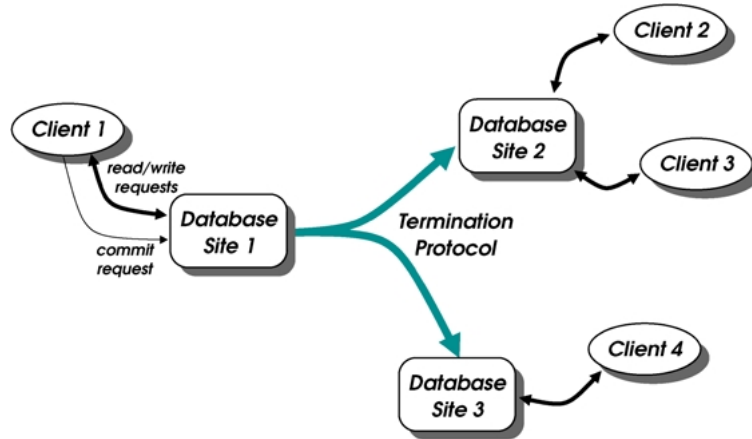 Client 1
read/write
requests
commit
request
Database
Site 1
Termination
Protocol
Client 2
Database
Site 2
Client 3
Database
Site 3
Client 4